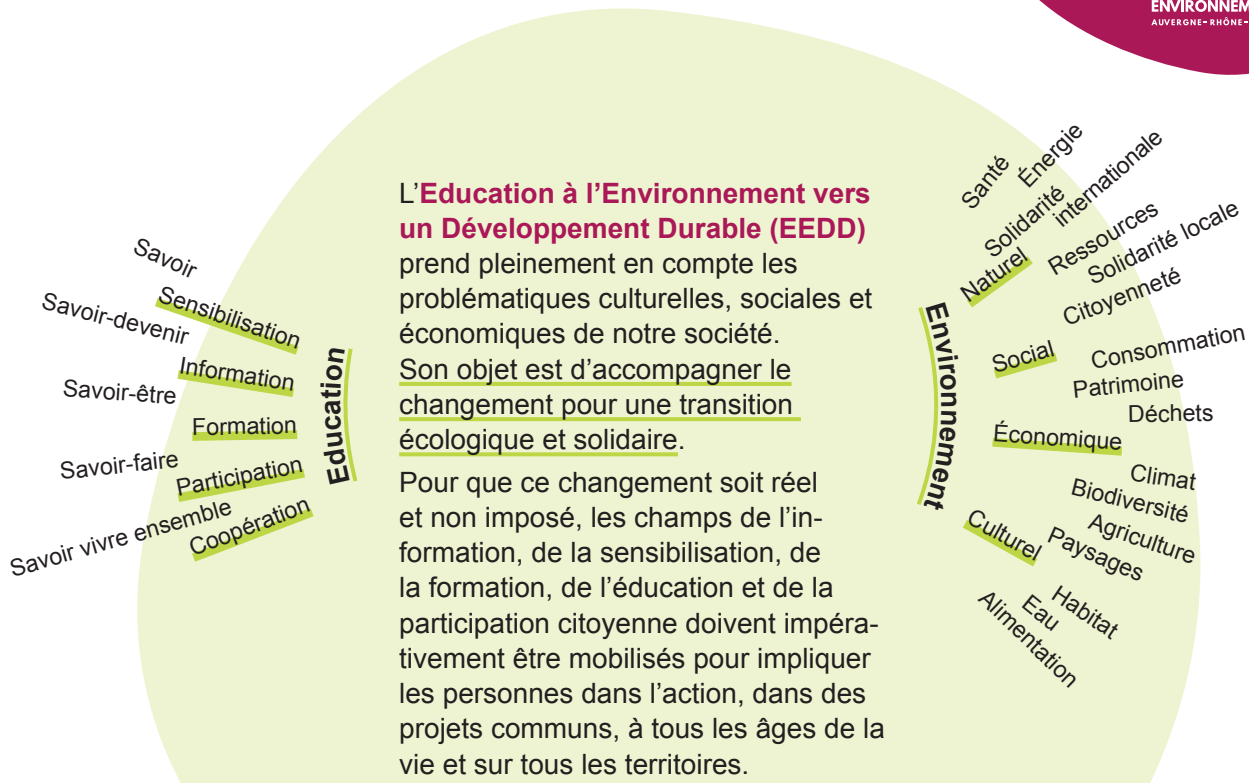 ENVIRONNEM
AUVERGNE-RHÔNE-
L'Education à l'Environnement vers
un Développement Durable (EEDD)
prend pleinement en compte les
problématiques culturelles, sociales et
économiques de notre société.
Son objet est d'accompagner le
changement pour une transition
écologique et solidaire.
Pour que ce changement soit réel
et non imposé, les champs de l'in-
formation, de la sensibilisation, de
la formation, de l'éducation et de la
participation citoyenne doivent impéra-
tivement être mobilisés pour impliquer
les personnes dans l'action, dans des
projets communs, à tous les âges de la
vie et sur tous les territoires.
Education
Sensibilisation
Information
Formation
Participation
Coopération
Savoir
Savoir-devenir
Savoir-être
Savoir-faire
Savoir vivre ensemble
Environnement
Naturel
Social
Économique
Culturel
Santé
Énergie
Solidarité
internationale
Ressources
Solidarité locale
Citoyenneté
Consommation
Patrimoine
Déchets
Climat
Biodiversité
Agriculture
Paysages
Habitat
Eau
Alimentation